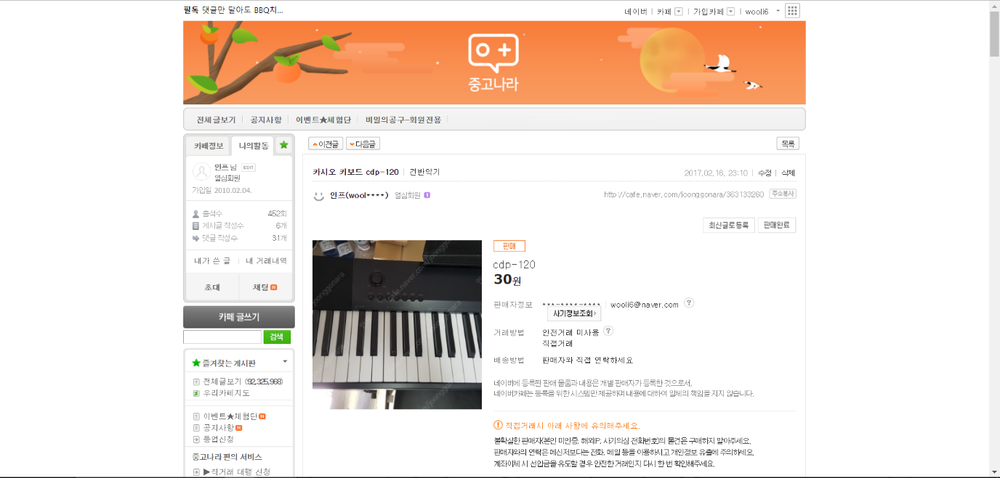 필독 댓글만 달아도 BBQ치...
네이버 | 카페 | 가입카페 | wooli6
중고나라
전체글보기 공지사항 이벤트★체험단 비밀의공구-회원전용
카페정보 나의활동
이전글 다음글 목록
인프 님 EDIT
열심회원
가입일 2010.02.04.
출석수 452회
게시글 작성수 6개
댓글 작성수 31개
내가 쓴 글 내 거래내역
초대 채팅
카페 글쓰기
검색
즐겨찾는 게시판
전체글보기 (92,325,968)
우리카페지도
이벤트★체험단
공지사항
등업신청
중고나라 편의 서비스
▶직거래 대행 신청
카시오 키보드 cdp-120 | 건반악기
2017.02.16. 23:10 | 수정 | 삭제
인프(wool****) 열심회원 1
http://cafe.naver.com/joonggonara/363133260 주소복사
최신글로 등록 판매완료
판매
cdp-120
30원
판매자정보 ***-****-**** wooli6@naver.com ?
사기정보조회›
거래방법 안전거래 미사용 ?
직접거래
배송방법 판매자와 직접 연락하세요
네이버에 등록된 판매 물품과 내용은 개별 판매자가 등록한 것으로서,
네이버카페는 등록을 위한 시스템만 제공하며 내용에 대하여 일체의 책임을 지지 않습니다.
직접거래시 아래 사항에 유의해주세요.
불확실한 판매자(본인 미인증, 해외IP, 사기의심 전화번호)의 물건은 구매하지 말아주세요.
판매자와의 연락은 메신저보다는 전화, 메일 등을 이용하시고 개인정보 유출에 주의하세요.
계좌이체 시 선입금을 유도할 경우 안전한 거래인지 다시 한 번 확인해주세요.